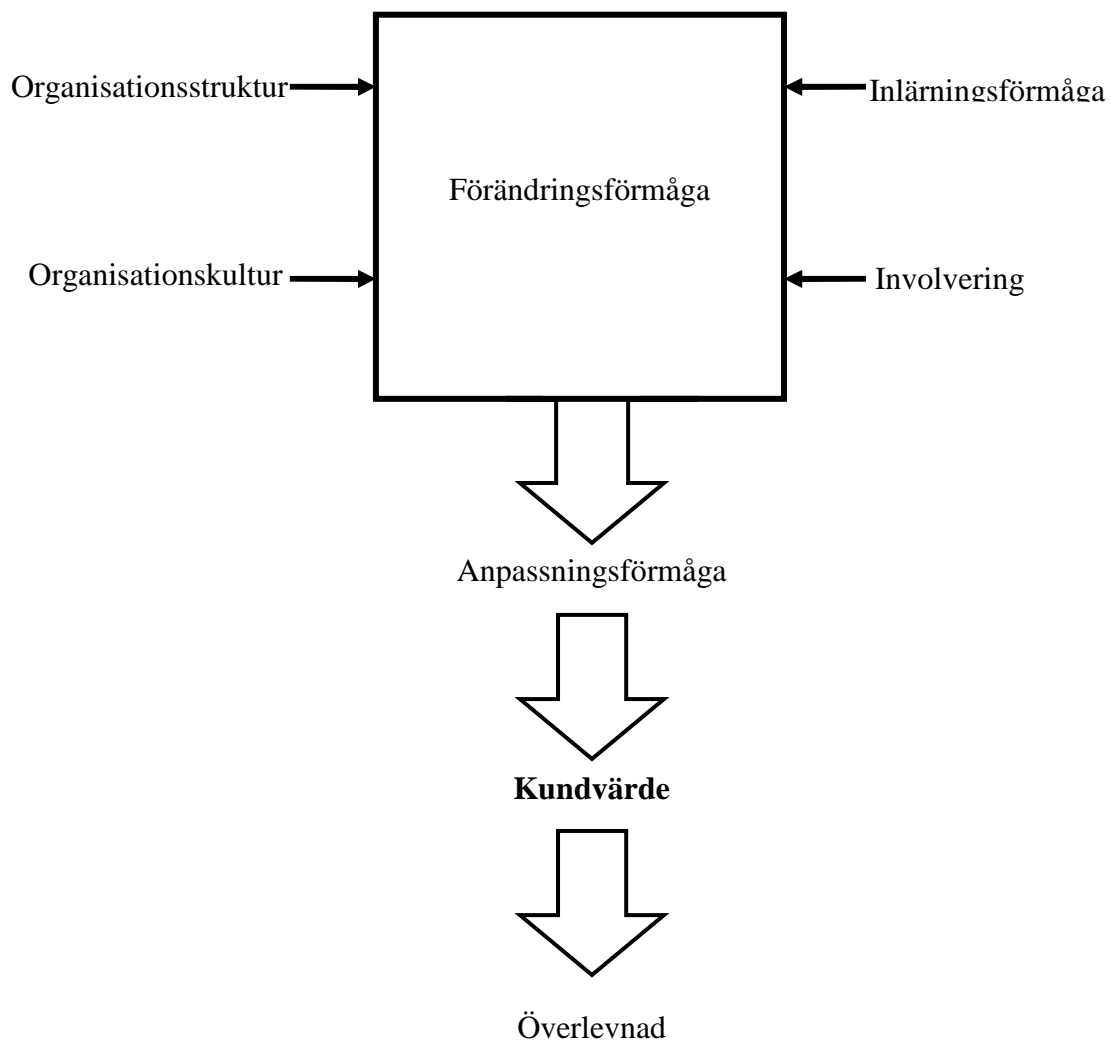 Organisationsstruktur
Inlärningsförmåga
Förändringsförmåga
Organisationskultur
Involvering
Anpassningsförmåga
Kundvärde
Överlevnad